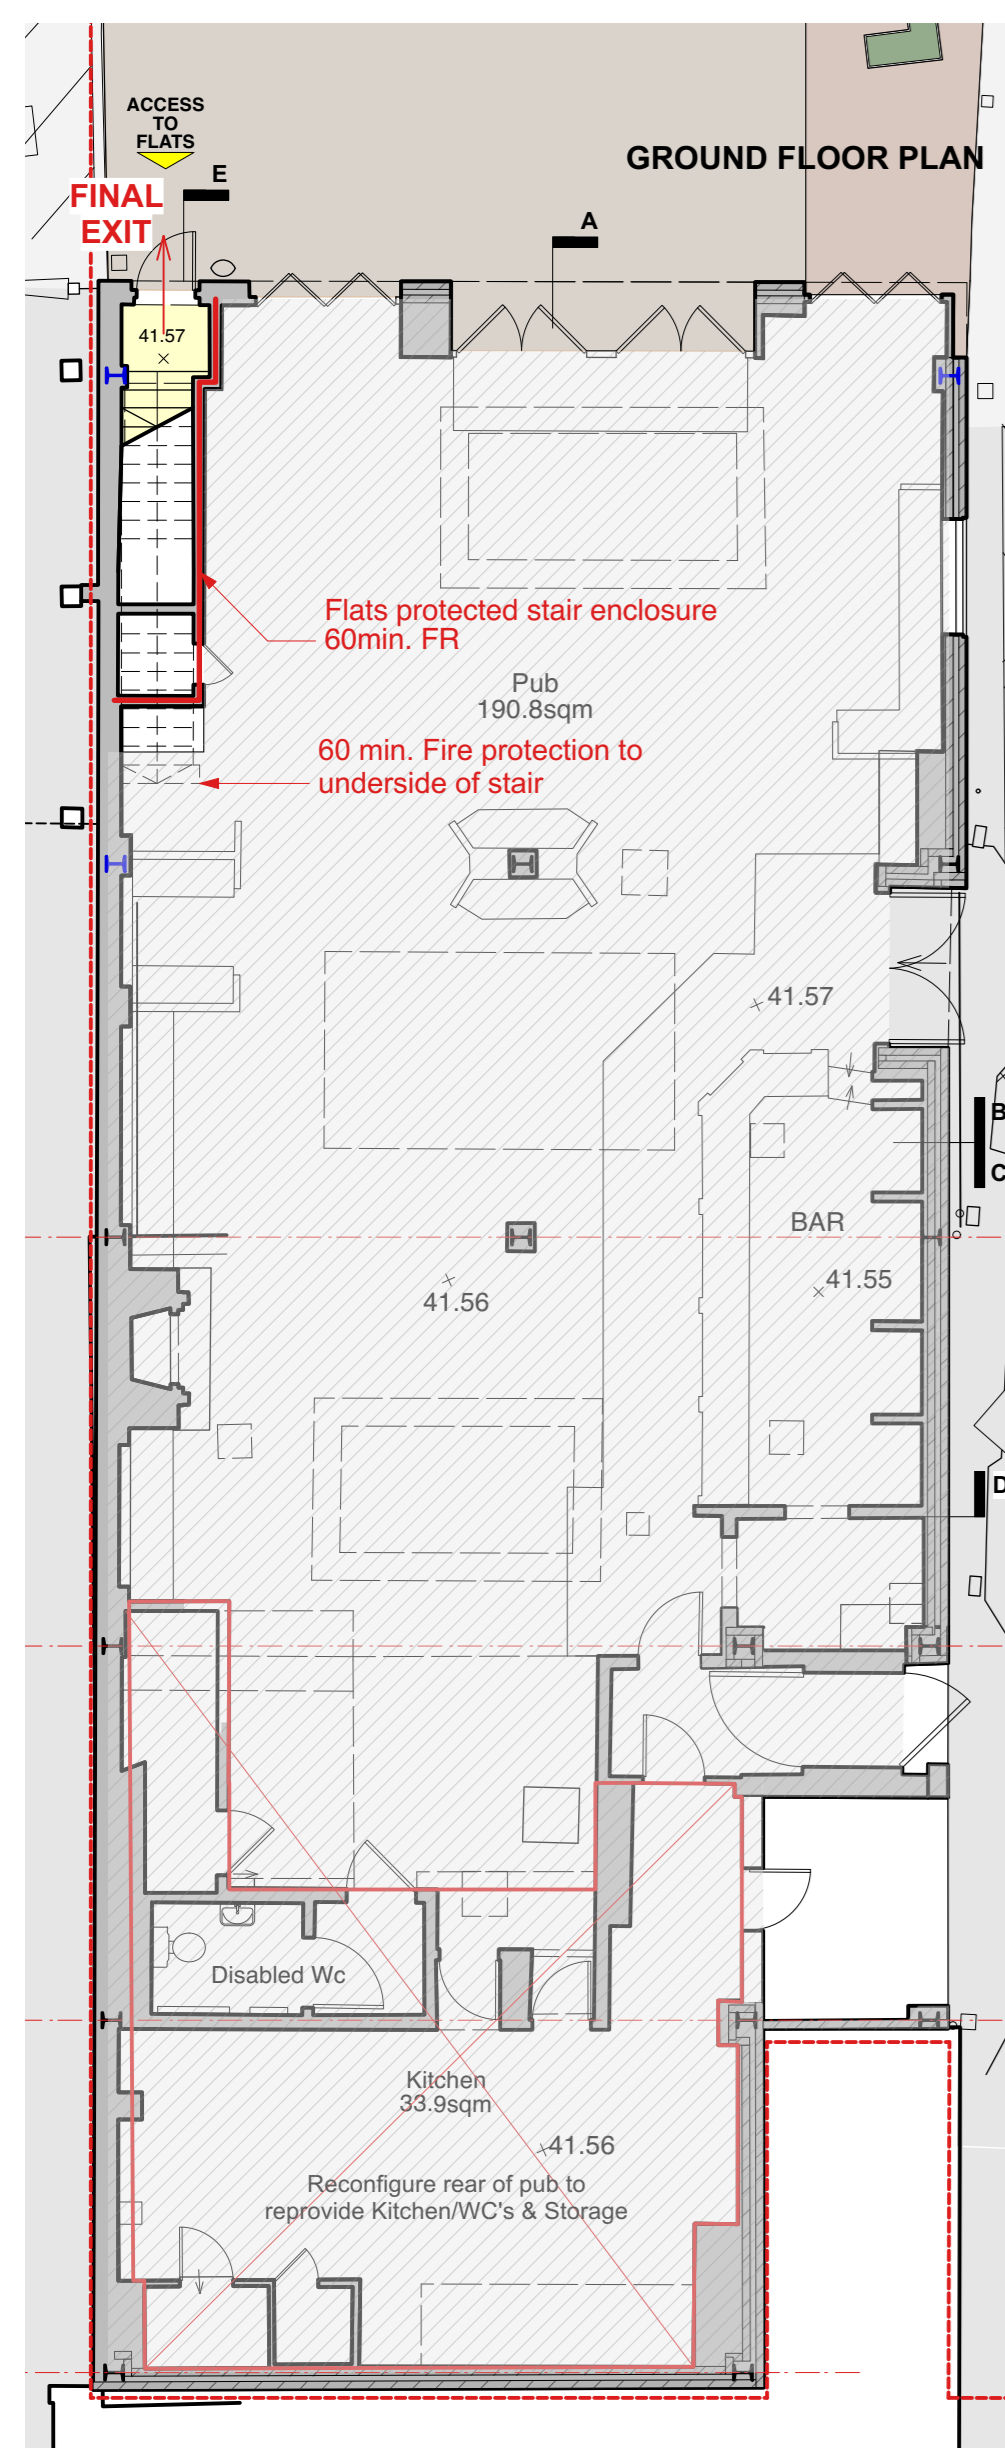 ACCESS
TO
FLATS
GROUND FLOOR PLAN
E
FINAL
EXIT
A
41.57
Flats protected stair enclosure
60min. FR
Pub
190.8sqm
60 min. Fire protection to
underside of stair
41.57
B
C
BAR
41.55
41.56
D
Disabled Wc
Kitchen
33.9sqm
41.56
Reconfigure rear of pub to
reprovide Kitchen/WC's & Storage